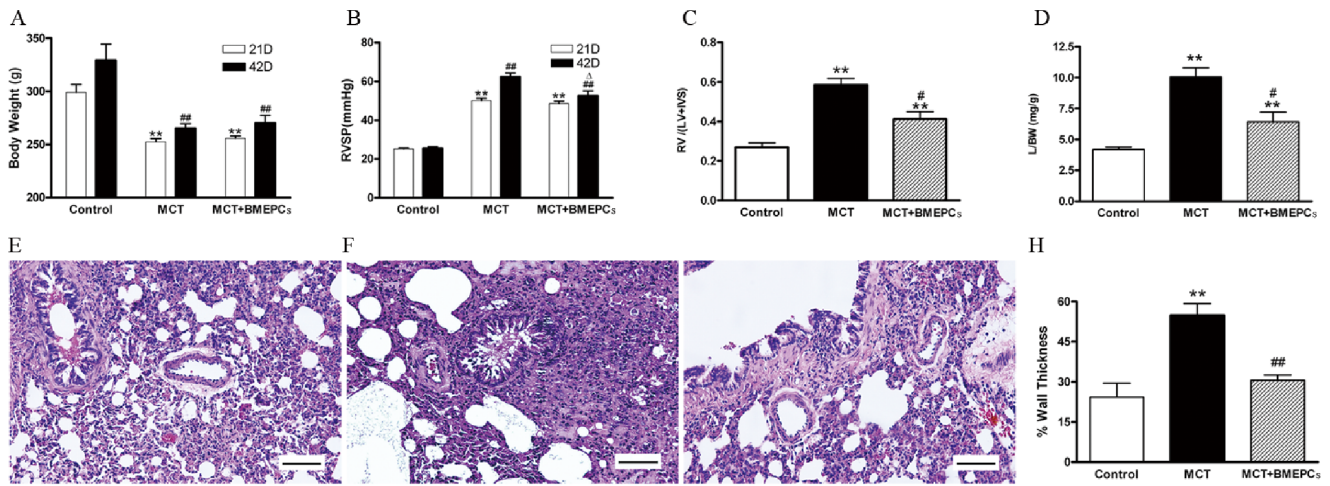 A
Body Weight (g)
350
300
250
200
21D
42D
**
##
**
##
Control
MCT
MCT+BMEPCs
B
RVSP(mmHg)
80
60
40
20
0
21D
42D
**
##
**
Δ
##
Control
MCT
MCT+BMEPCs
C
RV /(LV+IVS)
0.8
0.6
0.4
0.2
0.0
**
#
**
Control
MCT
MCT+BMEPCs
D
L/BW (mg/g)
12.5
10.0
7.5
5.0
2.5
0.0
**
#
**
Control
MCT
MCT+BMEPCs
E
F
H
% Wall Thickness
60
45
30
15
0
**
##
Control
MCT
MCT+BMEPCs